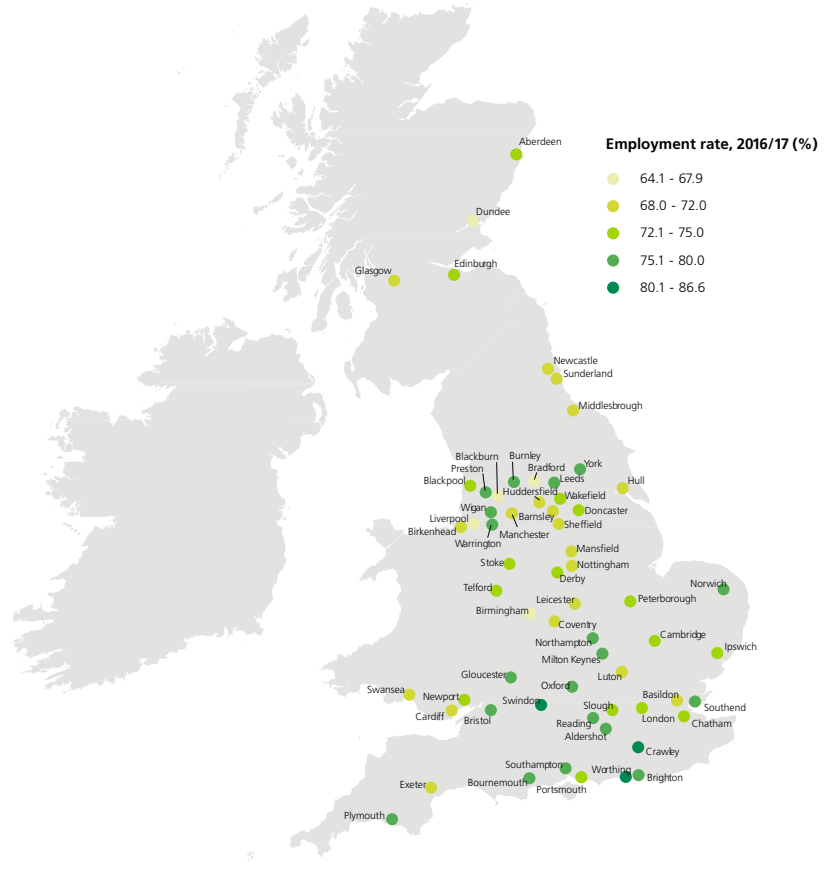 Employment rate, 2016/17 (%)
64.1 - 67.9
68.0 - 72.0
72.1 - 75.0
75.1 - 80.0
80.1 - 86.6
Aberdeen
Dundee
Edinburgh
Glasgow
Newcastle
Sunderland
Middlesbrough
Blackburn
Burnley
Preston
Bradford
York
Blackpool
Leeds
Hull
Huddersfield
Wakefield
Wigan
Doncaster
Liverpool
Barnsley
Birkenhead
Sheffield
Manchester
Warrington
Mansfield
Stoke
Nottingham
Derby
Telford
Norwich
Leicester
Peterborough
Birmingham
Coventry
Cambridge
Northampton
Ipswich
Milton Keynes
Gloucester
Luton
Oxford
Swansea
Newport
Basildon
Swindon
Slough
Southend
Cardiff
Bristol
London
Reading
Chatham
Aldershot
Crawley
Southampton
Worthing
Brighton
Bournemouth
Portsmouth
Exeter
Plymouth